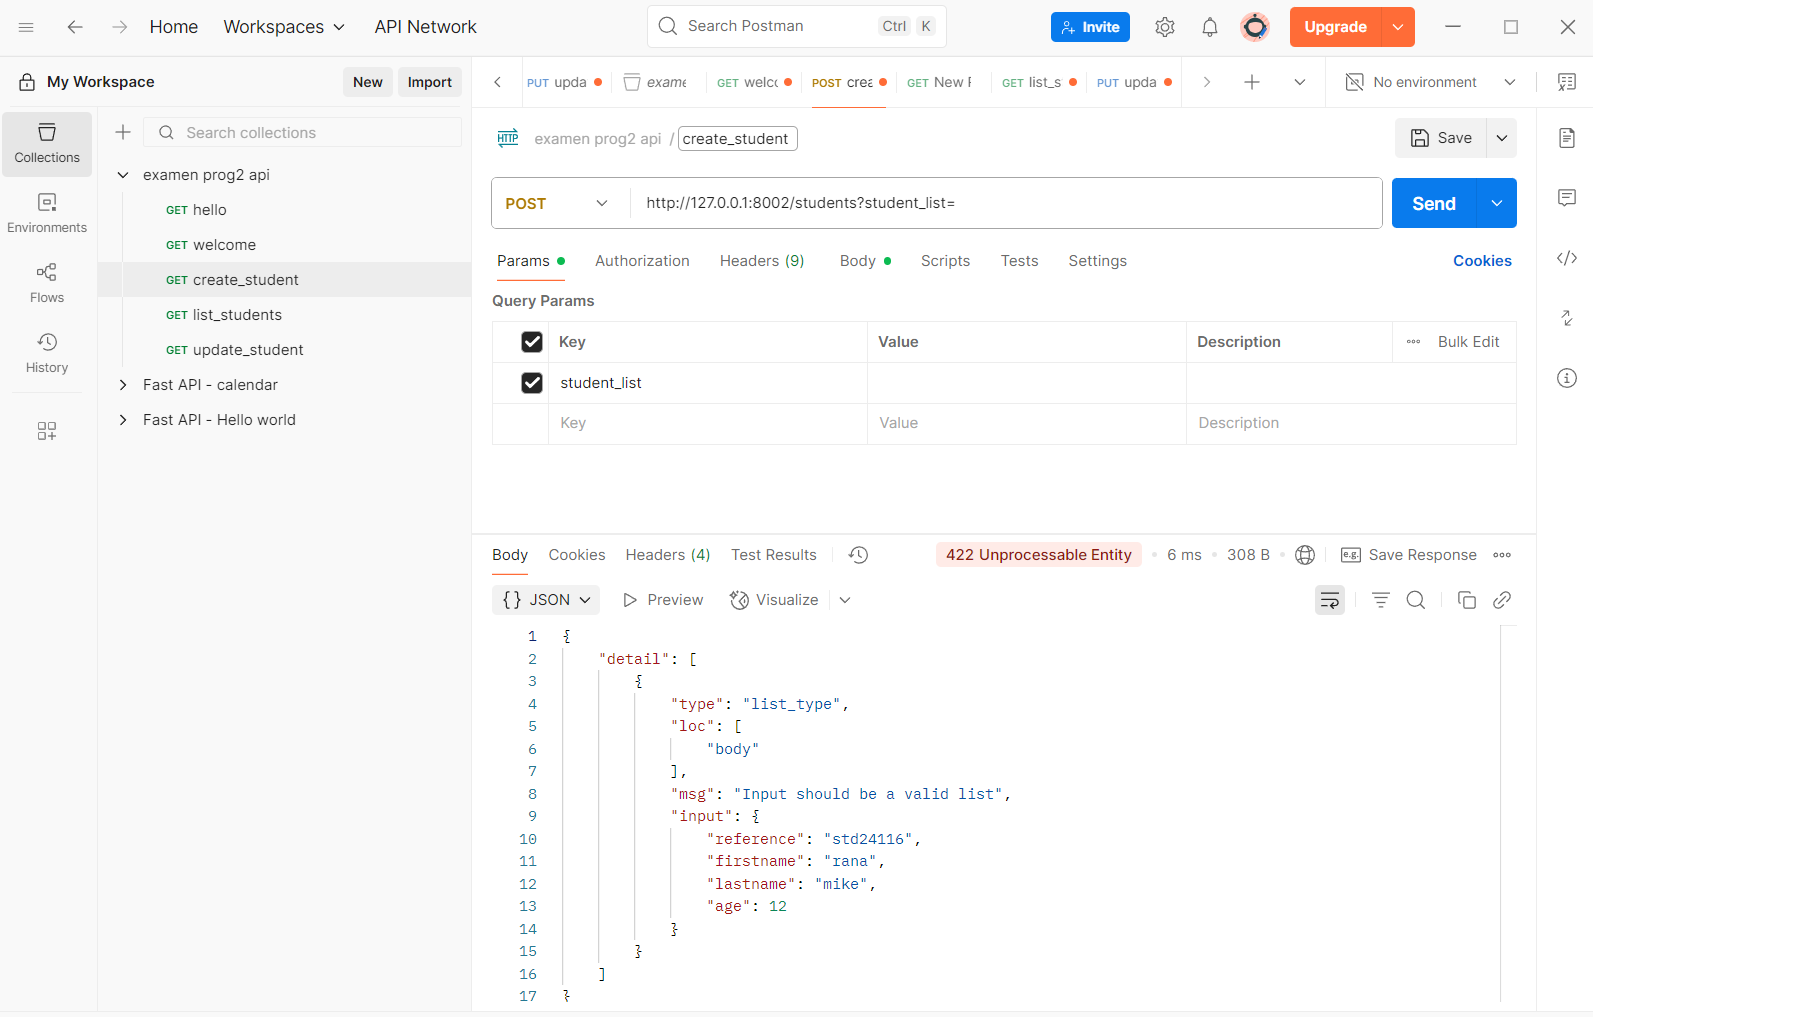 Home Workspaces API Network Search Postman Ctrl K Invite Upgrade
My Workspace New Import PUT upda exame GET welcc POST crea GET New F GET list_s PUT upda No environment
Collections
Environments
Flows
History
Search collections
examen prog2 api
GET hello
GET welcome
GET create_student
GET list_students
GET update_student
Fast API - calendar
Fast API - Hello world
HTTP examen prog2 api / create_student Save
POST http://127.0.0.1:8002/students?student_list= Send
Params Authorization Headers (9) Body Scripts Tests Settings Cookies
Query Params
Key Value Description Bulk Edit
student_list
Key Value Description
Body Cookies Headers (4) Test Results 422 Unprocessable Entity 6 ms 308 B e.g. Save Response
{} JSON Preview Visualize
1 {
2 "detail": [
3 {
4 "type": "list_type",
5 "loc": [
6 "body"
7 ],
8 "msg": "Input should be a valid list",
9 "input": {
10 "reference": "std24116",
11 "firstname": "rana",
12 "lastname": "mike",
13 "age": 12
14 }
15 }
16 ]
17 }